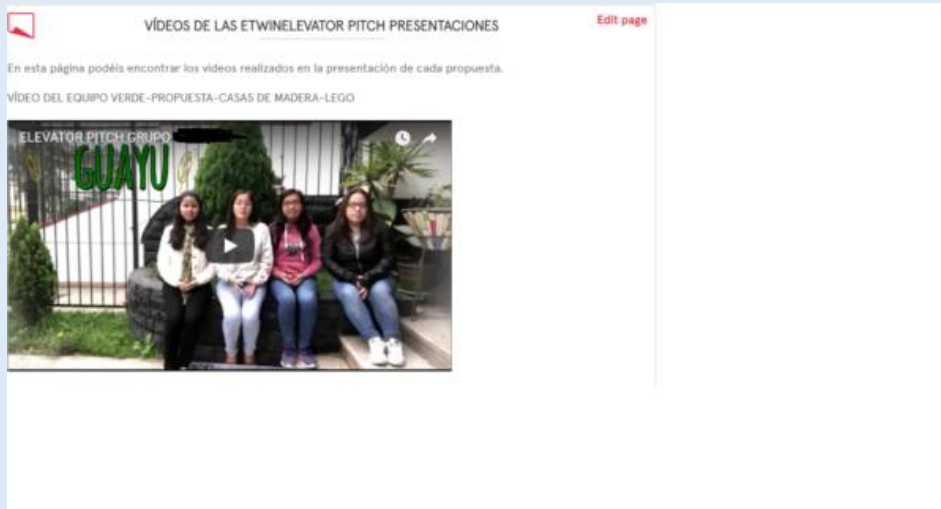 VÍDEOS DE LAS ETWINELEVATOR PITCH PRESENTACIONES
Edit page
En esta página podéis encontrar los vídeos realizados en la presentación de cada propuesta.
VÍDEO DEL EQUIPO VERDE-PROPUESTA-CASAS DE MADERA-LEGO
ELEVATOR PITCH GRUPO
GUAYU